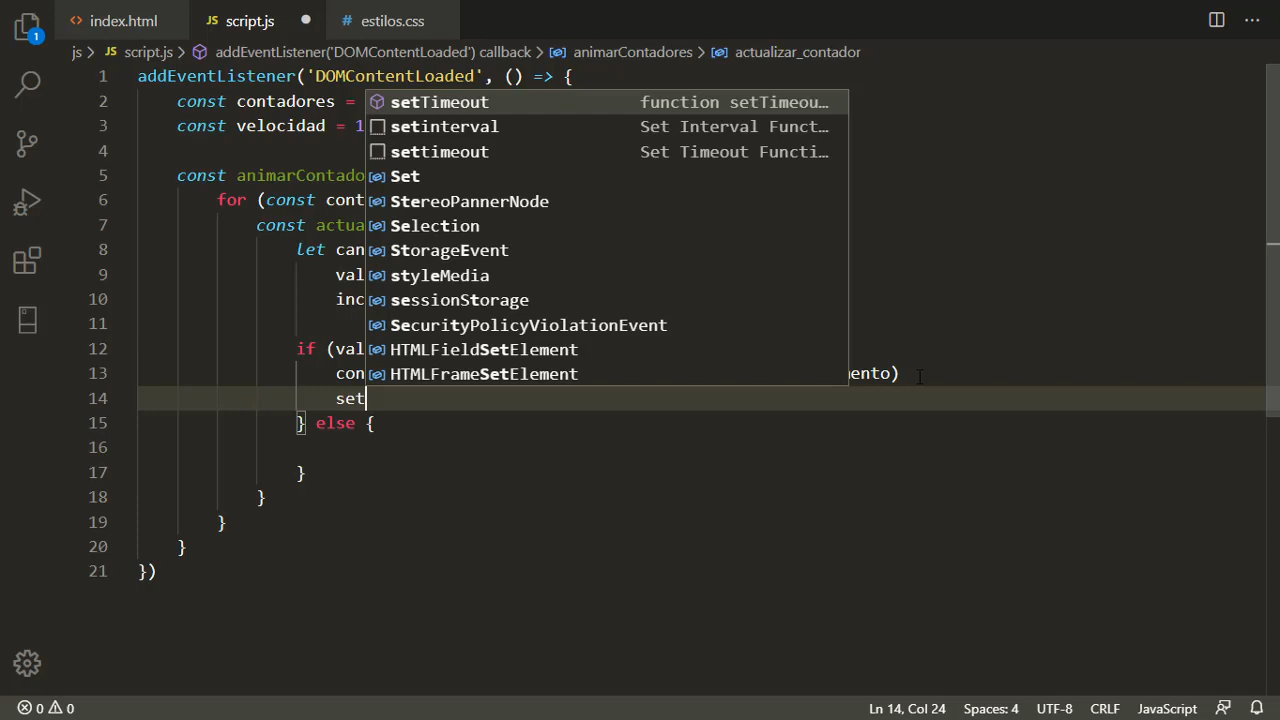 index.html
script.js
estilos.css
js > JS script.js > addEventListener('DOMContentLoaded') callback > animarContadores > actualizar_contador
1 addEventListener('DOMContentLoaded', () => {
2 const contadores =
3 const velocidad = 1
4
5 const animarContado
6 for (const cont
7 const actua
8 let can
9 val
10 inc
11
12 if (val
13 con mento)
14 set
15 } else {
16
17 }
18 }
19 }
20 }
21 })
setTimeout function setTimeou…
setinterval Set Interval Funct…
settimeout Set Timeout Functi…
Set
StereoPannerNode
Selection
StorageEvent
styleMedia
sessionStorage
SecurityPolicyViolationEvent
HTMLFieldSetElement
HTMLFrameSetElement
1
0 0 Ln 14, Col 24 Spaces: 4 UTF-8 CRLF JavaScript